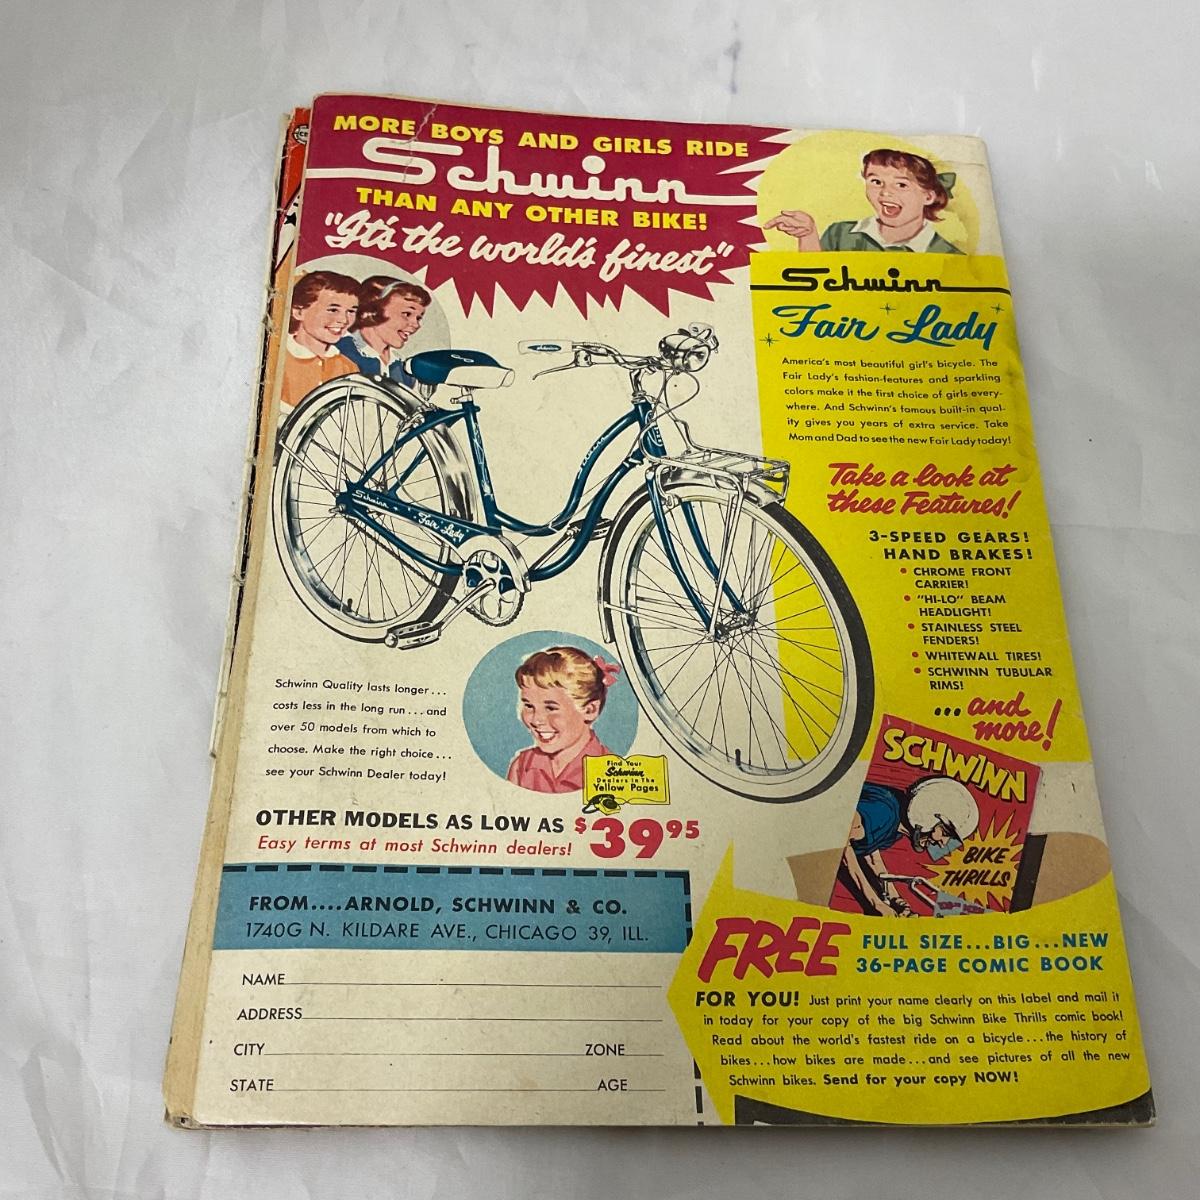 MORE BOYS AND GIRLS RIDE
Schwinn
THAN ANY OTHER BIKE!
"It's the world's finest"
Schwinn
Fair Lady
America's most beautiful girl's bicycle. The
Fair Lady's fashion-features and sparkling
colors make it the first choice of girls every-
where. And Schwinn's famous built-in qual-
ity gives you years of extra service. Take
Mom and Dad to see the new Fair Lady today!
Take a look at
these Features!
3-SPEED GEARS!
HAND BRAKES!
• CHROME FRONT
CARRIER!
• "HI-LO" BEAM
HEADLIGHT!
• STAINLESS STEEL
FENDERS!
• WHITEWALL TIRES!
• SCHWINN TUBULAR
RIMS!
...and
more!
Schwinn
Schwinn
Fair Lady
Schwinn Quality lasts longer...
costs less in the long run...and
over 50 models from which to
choose. Make the right choice...
see your Schwinn Dealer today!
Find Your
Schwinn
Dealers in The
Yellow Pages
OTHER MODELS AS LOW AS $3995
Easy terms at most Schwinn dealers!
SCHWINN
BIKE
THRILLS
FROM....ARNOLD, SCHWINN & CO.
1740G N. KILDARE AVE., CHICAGO 39, ILL.
NAME
ADDRESS
CITY ZONE
STATE AGE
FREE FULL SIZE...BIG...NEW
36-PAGE COMIC BOOK
FOR YOU! Just print your name clearly on this label and mail it
in today for your copy of the big Schwinn Bike Thrills comic book!
Read about the world's fastest ride on a bicycle...the history of
bikes...how bikes are made...and see pictures of all the new
Schwinn bikes. Send for your copy NOW!